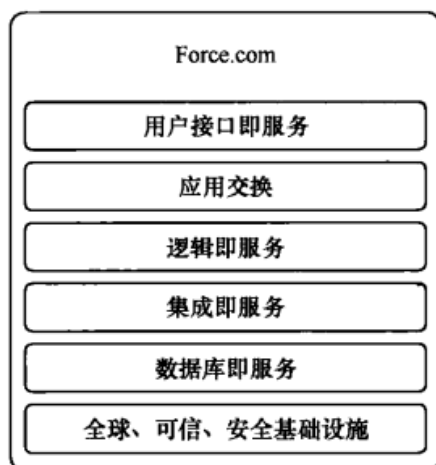 Force.com
用户接口即服务
应用交换
逻辑即服务
集成即服务
数据库即服务
全球、可信、安全基础设施